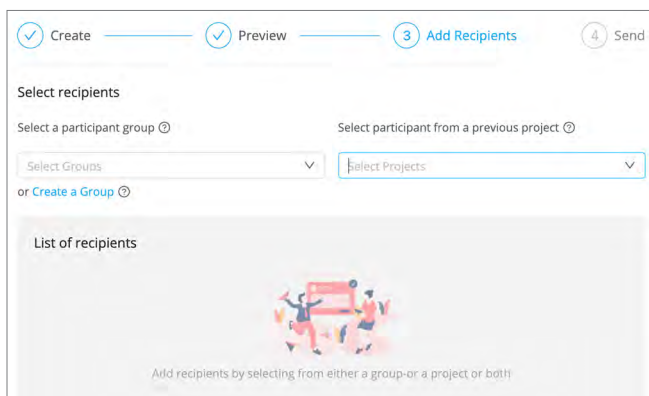 Create Preview 3 Add Recipients 4 Send
Select recipients
Select a participant group Select participant from a previous project
Select Groups Select Projects
or Create a Group
List of recipients
Add recipients by selecting from either a group-or a project or both